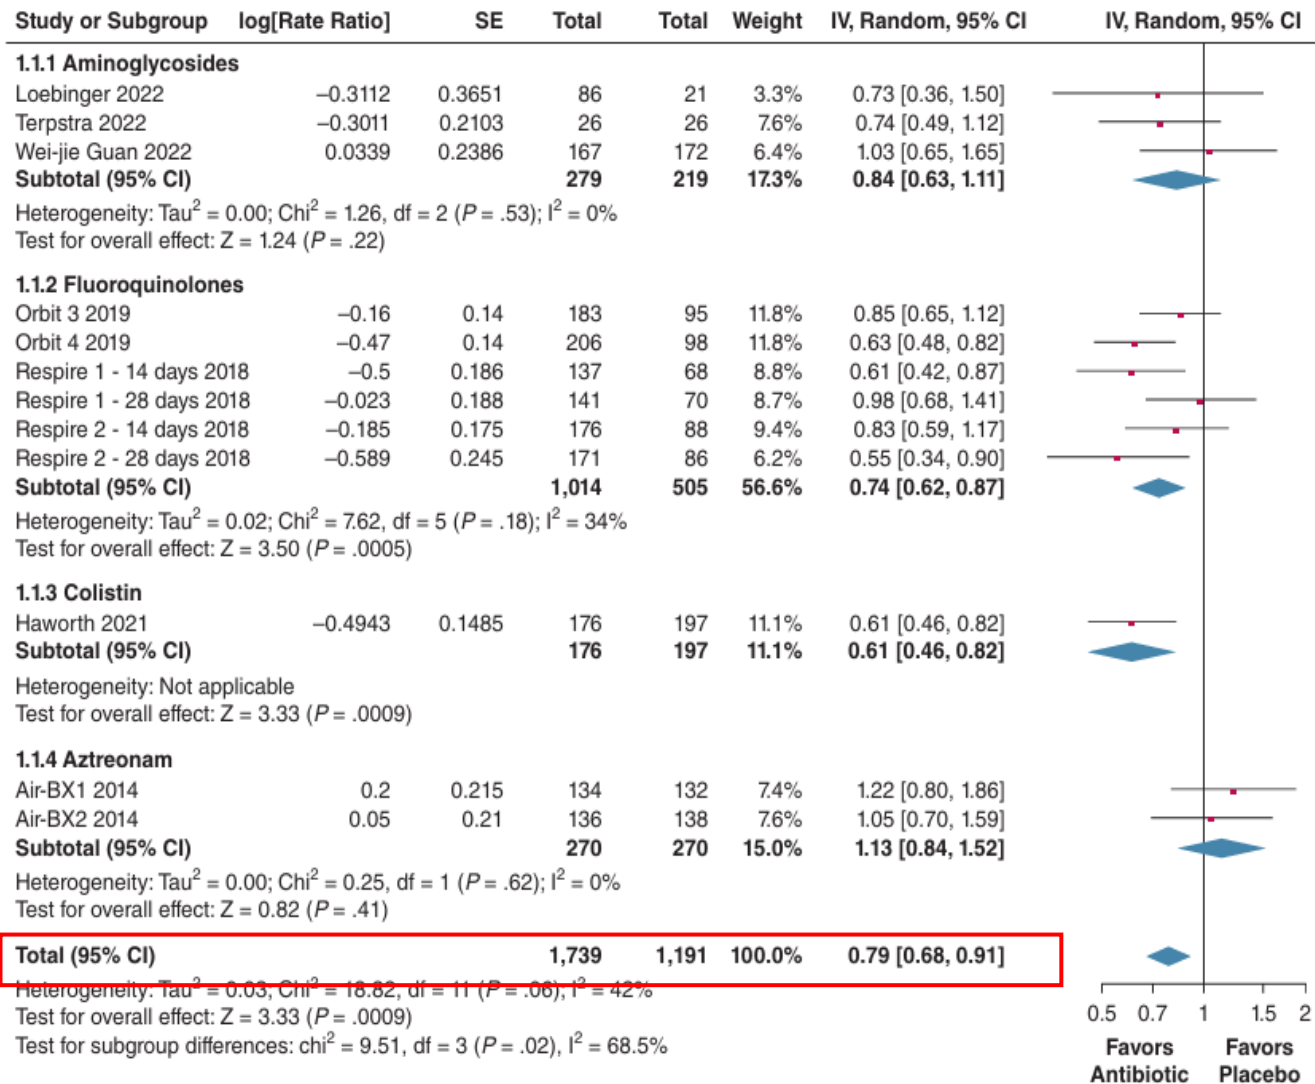 Study or Subgroup log[Rate Ratio] SE Total Total Weight IV, Random, 95% CI IV, Random, 95% CI
1.1.1 Aminoglycosides
Loebinger 2022 –0.3112 0.3651 86 21 3.3% 0.73 [0.36, 1.50]
Terpstra 2022 –0.3011 0.2103 26 26 7.6% 0.74 [0.49, 1.12]
Wei-jie Guan 2022 0.0339 0.2386 167 172 6.4% 1.03 [0.65, 1.65]
Subtotal (95% CI) 279 219 17.3% 0.84 [0.63, 1.11]
Heterogeneity: Tau² = 0.00; Chi² = 1.26, df = 2 (P = .53); I² = 0%
Test for overall effect: Z = 1.24 (P = .22)
1.1.2 Fluoroquinolones
Orbit 3 2019 –0.16 0.14 183 95 11.8% 0.85 [0.65, 1.12]
Orbit 4 2019 –0.47 0.14 206 98 11.8% 0.63 [0.48, 0.82]
Respire 1 - 14 days 2018 –0.5 0.186 137 68 8.8% 0.61 [0.42, 0.87]
Respire 1 - 28 days 2018 –0.023 0.188 141 70 8.7% 0.98 [0.68, 1.41]
Respire 2 - 14 days 2018 –0.185 0.175 176 88 9.4% 0.83 [0.59, 1.17]
Respire 2 - 28 days 2018 –0.589 0.245 171 86 6.2% 0.55 [0.34, 0.90]
Subtotal (95% CI) 1,014 505 56.6% 0.74 [0.62, 0.87]
Heterogeneity: Tau² = 0.02; Chi² = 7.62, df = 5 (P = .18); I² = 34%
Test for overall effect: Z = 3.50 (P = .0005)
1.1.3 Colistin
Haworth 2021 –0.4943 0.1485 176 197 11.1% 0.61 [0.46, 0.82]
Subtotal (95% CI) 176 197 11.1% 0.61 [0.46, 0.82]
Heterogeneity: Not applicable
Test for overall effect: Z = 3.33 (P = .0009)
1.1.4 Aztreonam
Air-BX1 2014 0.2 0.215 134 132 7.4% 1.22 [0.80, 1.86]
Air-BX2 2014 0.05 0.21 136 138 7.6% 1.05 [0.70, 1.59]
Subtotal (95% CI) 270 270 15.0% 1.13 [0.84, 1.52]
Heterogeneity: Tau² = 0.00; Chi² = 0.25, df = 1 (P = .62); I² = 0%
Test for overall effect: Z = 0.82 (P = .41)
Total (95% CI) 1,739 1,191 100.0% 0.79 [0.68, 0.91]
Heterogeneity: Tau² = 0.03; Chi² = 18.82, df = 11 (P = .06); I² = 42%
Test for overall effect: Z = 3.33 (P = .0009)
Test for subgroup differences: chi² = 9.51, df = 3 (P = .02), I² = 68.5%
0.5 0.7 1 1.5 2
Favors Antibiotic
Favors Placebo